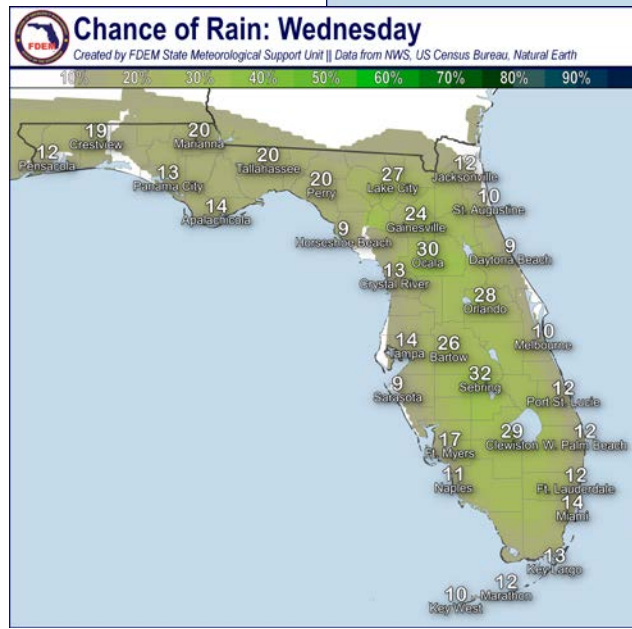 FDEM
Chance of Rain: Wednesday
Created by FDEM State Meteorological Support Unit || Data from NWS, US Census Bureau, Natural Earth
10% 20% 30% 40% 50% 60% 70% 80% 90%
12
Pensacola
19
Crestview
20
Marianna
13
Panama City
14
Apalachicola
20
Tallahassee
20
Perry
27
Lake City
12
Jacksonville
10
St. Augustine
24
Gainesville
9
Horseshoe Beach
30
Ocala
9
Daytona Beach
13
Crystal River
28
Orlando
14
Tampa
26
Bartow
10
Melbourne
9
Sarasota
32
Sebring
12
Port St. Lucie
17
Ft. Myers
29
Clewiston
12
W. Palm Beach
11
Naples
12
Ft. Lauderdale
14
Miami
13
Key Largo
12
Marathon
10
Key West